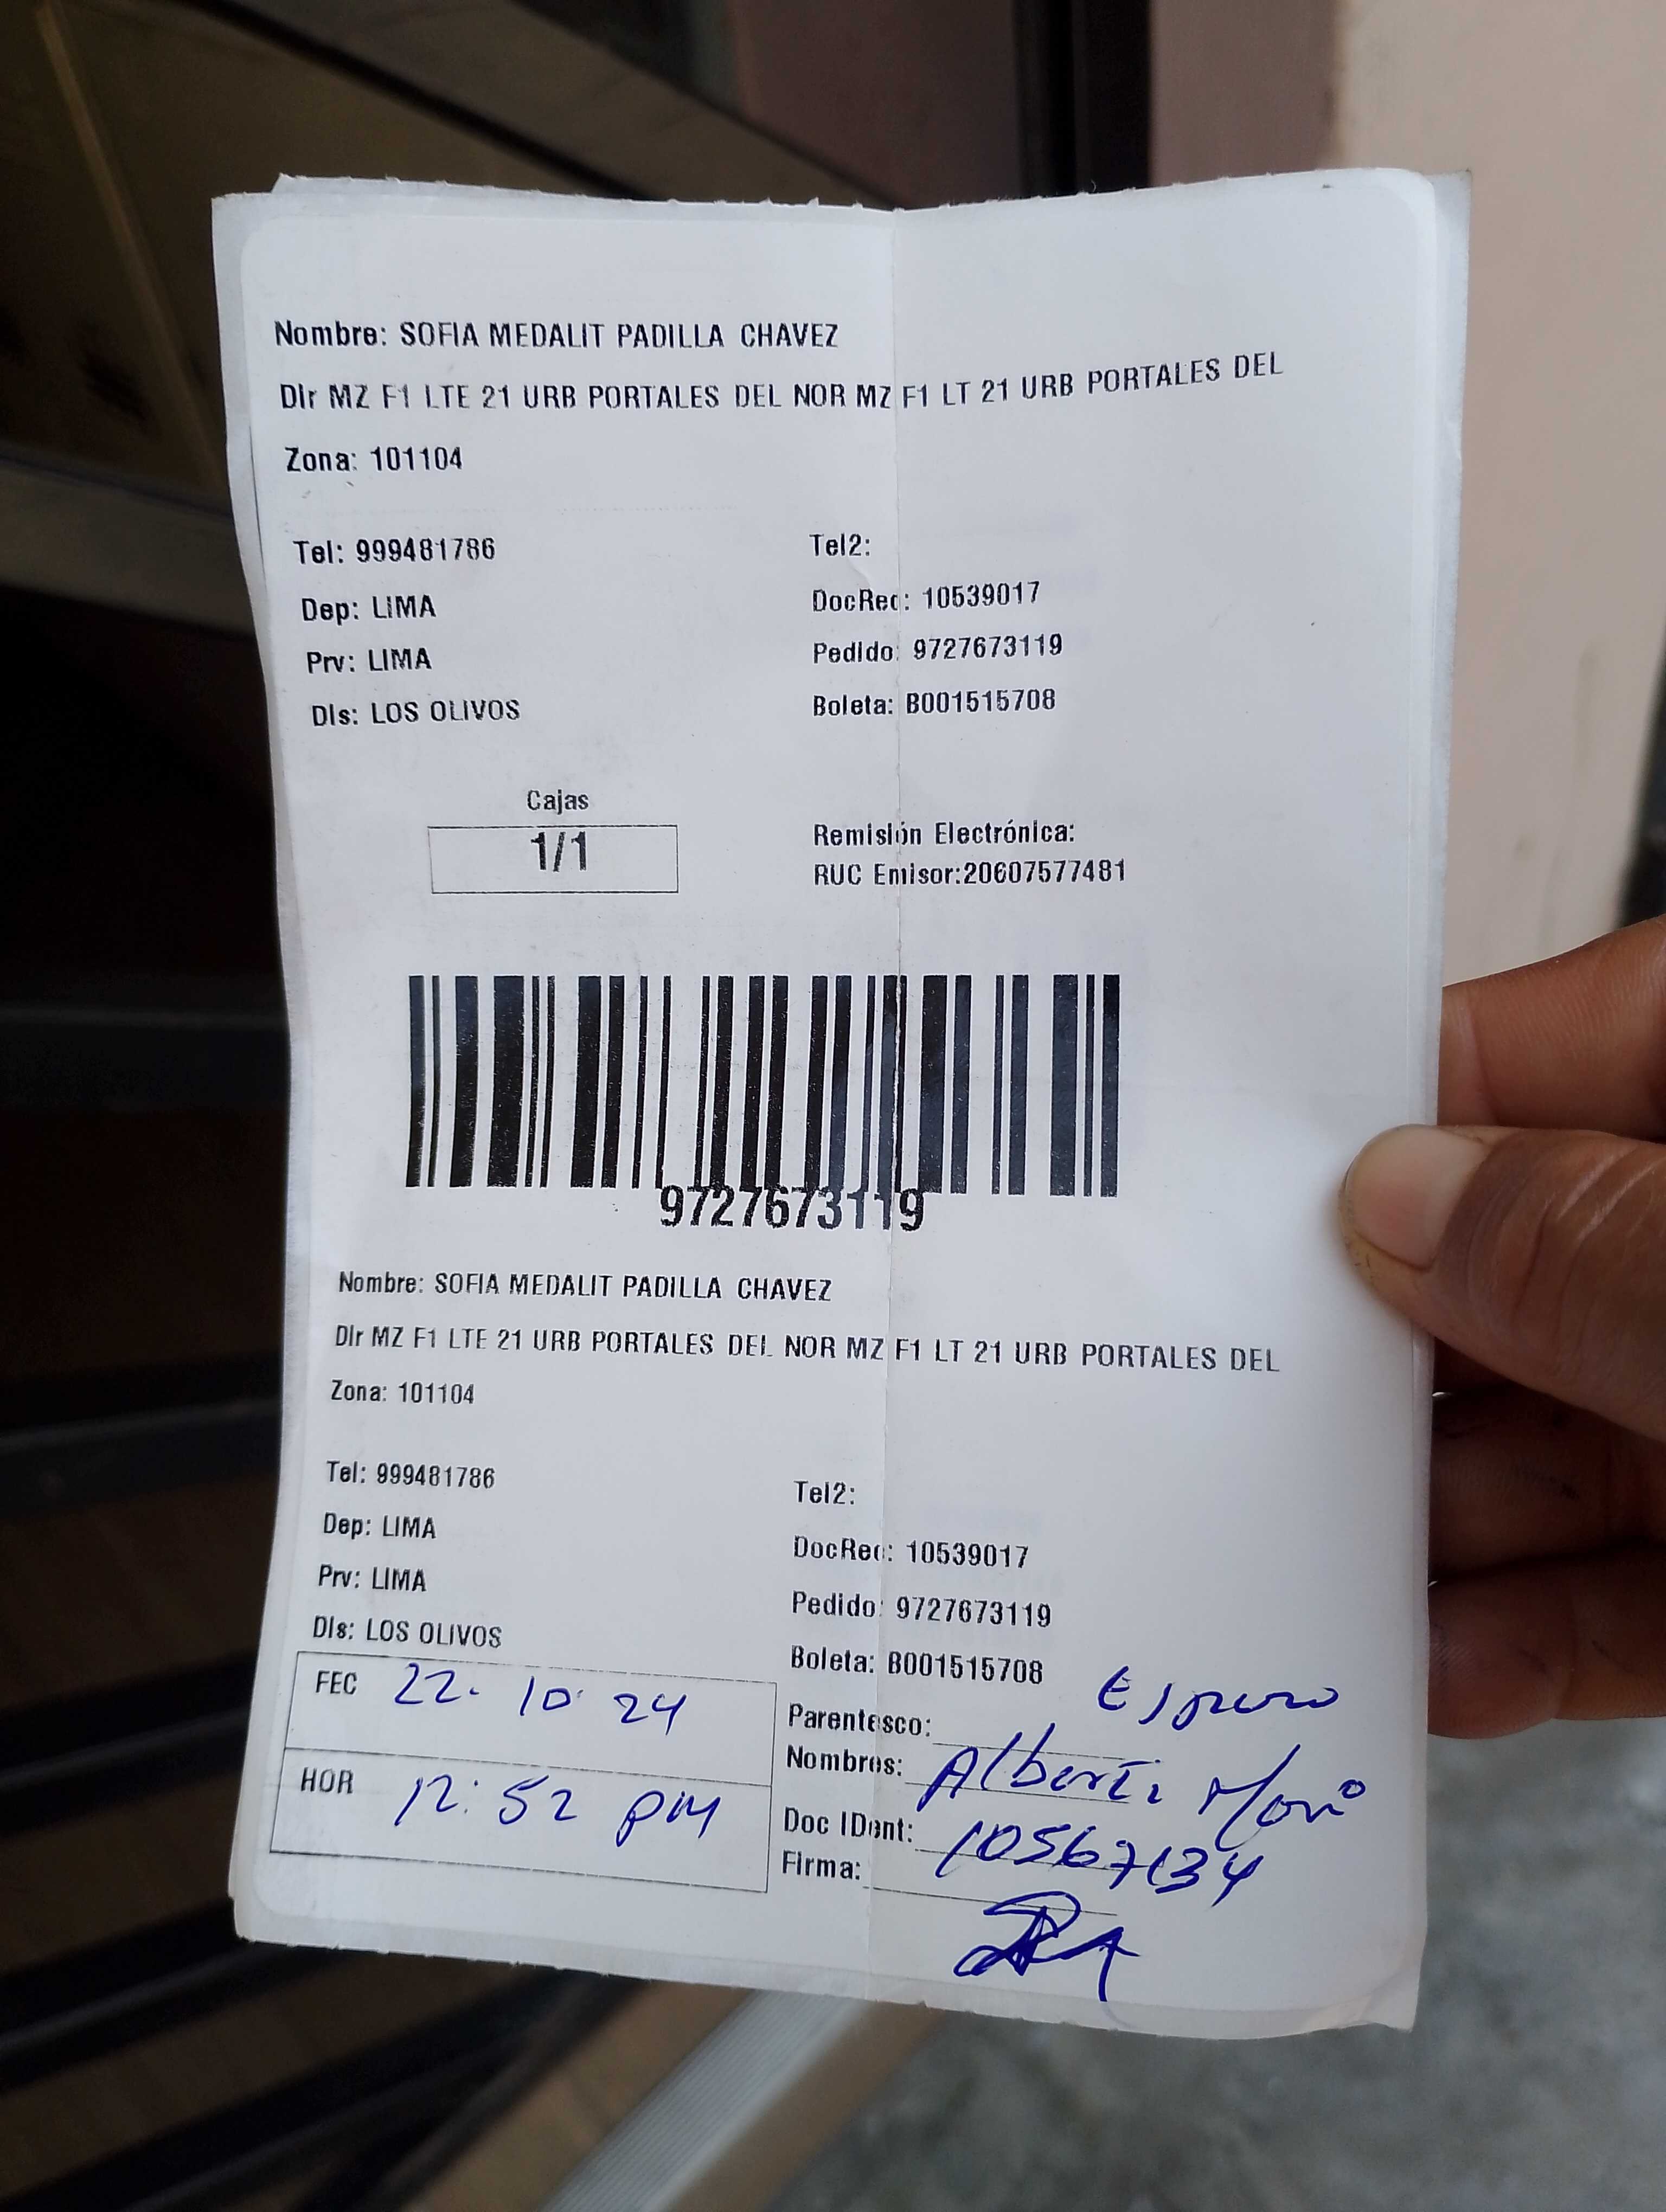 Nombre: SOFIA MEDALIT PADILLA CHAVEZ
Dir MZ F1 LTE 21 URB PORTALES DEL NOR MZ F1 LT 21 URB PORTALES DEL
Zona: 101104
Tel: 999481786 Tel2:
Dep: LIMA DocRec: 10539017
Prv: LIMA Pedido: 9727673119
Dis: LOS OLIVOS Boleta: B001515708
Cajas
1/1
Remisión Electrónica:
RUC Emisor:20607577481
9727673119
Nombre: SOFIA MEDALIT PADILLA CHAVEZ
Dir MZ F1 LTE 21 URB PORTALES DEL NOR MZ F1 LT 21 URB PORTALES DEL
Zona: 101104
Tel: 999481786 Tel2:
Dep: LIMA DocRec: 10539017
Prv: LIMA Pedido: 9727673119
Dis: LOS OLIVOS Boleta: B001515708
FEC 22. 10 24
HOR 12:52 PM
Parentesco: Esposo
Nombres:
Doc IDent: 10567134
Firma: